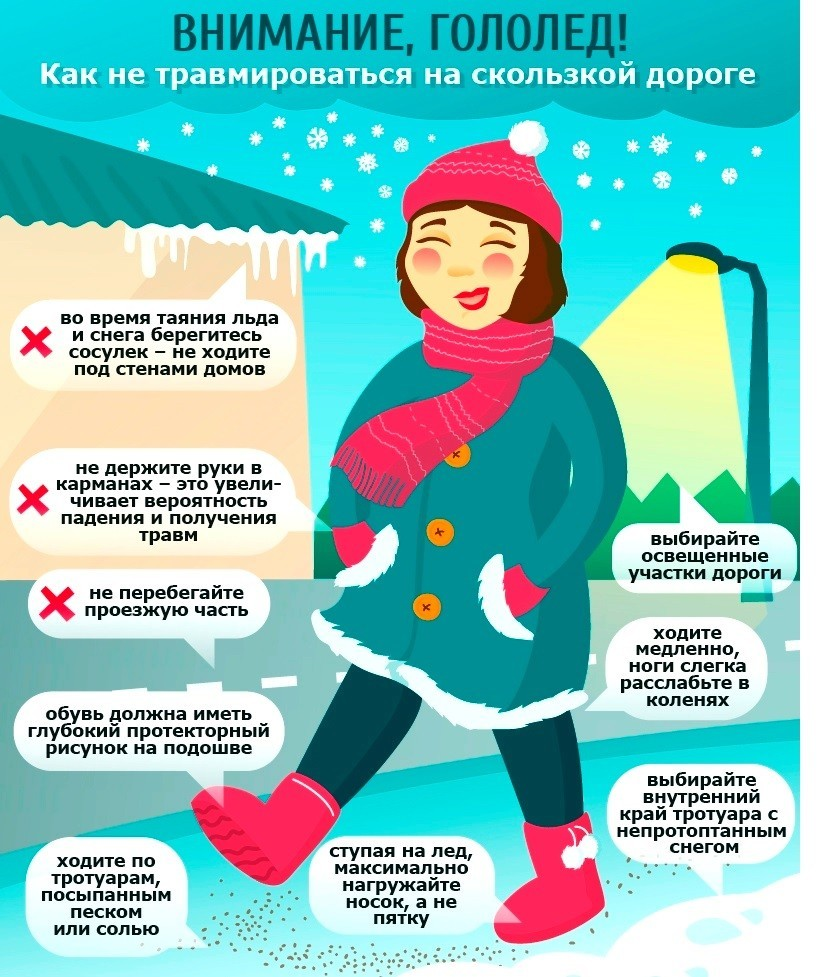 ВНИМАНИЕ, ГОЛОЛЕД!
Как не травмироваться на скользкой дороге
во время таяния льда
и снега берегитесь
сосулек – не ходите
под стенами домов
не держите руки в
карманах – это увели-
чивает вероятность
падения и получения
травм
не перебегайте
проезжую часть
обувь должна иметь
глубокий протекторный
рисунок на подошве
ходите по
тротуарам,
посыпанным
песком
или солью
ступая на лед,
максимально
нагружайте
носок, а не
пятку
выбирайте
освещенные
участки дороги
ходите
медленно,
ноги слегка
расслабьте в
коленях
выбирайте
внутренний
край тротуара с
непротоптанным
снегом